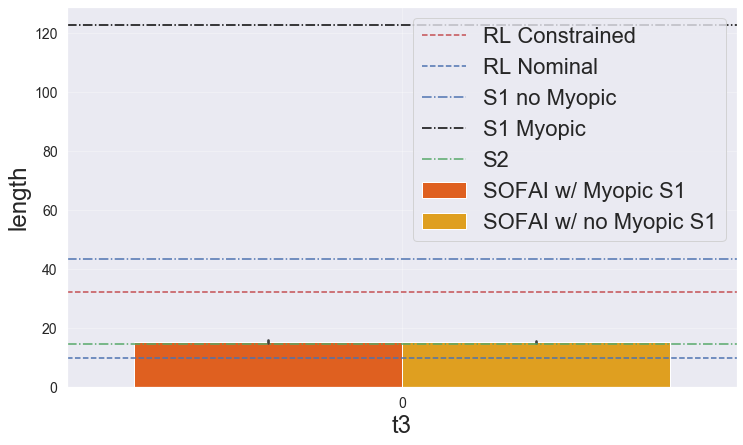 120
100
80
60
40
20
0
length
RL Constrained
RL Nominal
S1 no Myopic
S1 Myopic
S2
SOFAI w/ Myopic S1
SOFAI w/ no Myopic S1
0
t3